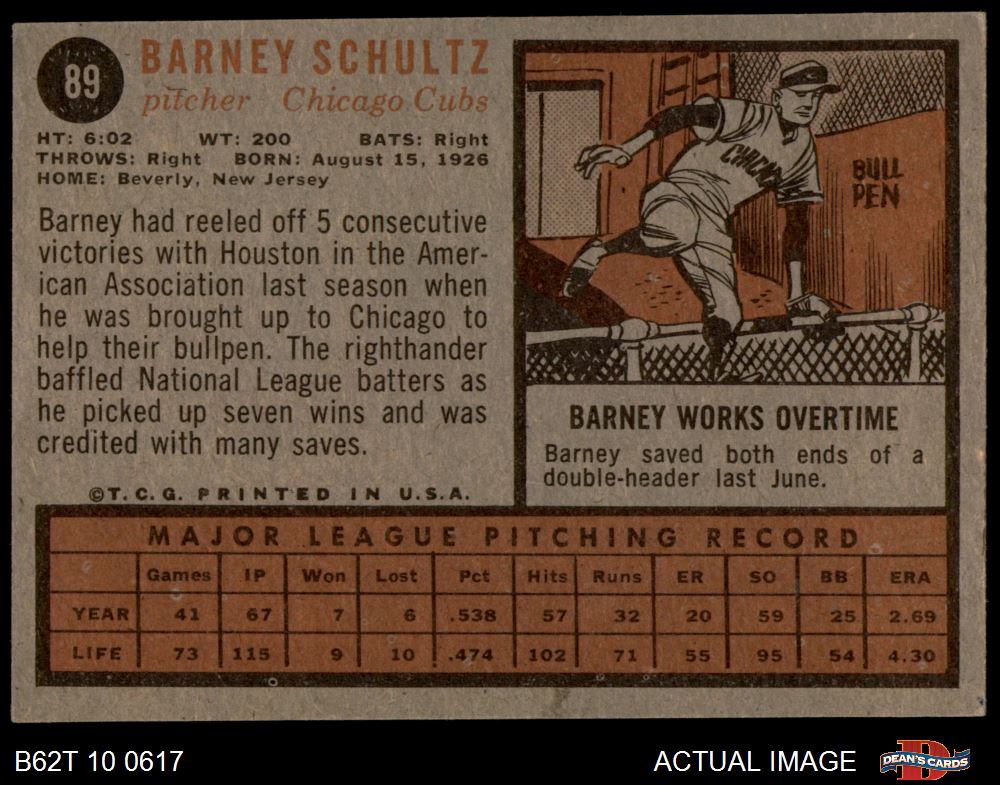 89
BARNEY SCHULTZ
pitcher Chicago Cubs
HT: 6:02 WT: 200 BATS: Right
THROWS: Right BORN: August 15, 1926
HOME: Beverly, New Jersey
Barney had reeled off 5 consecutive
victories with Houston in the Amer-
ican Association last season when
he was brought up to Chicago to
help their bullpen. The righthander
baffled National League batters as
he picked up seven wins and was
credited with many saves.
©T.C.G. PRINTED IN U.S.A.
CHICAGO
BULL
PEN
BARNEY WORKS OVERTIME
Barney saved both ends of a
double-header last June.
MAJOR LEAGUE PITCHING RECORD
Games IP Won Lost Pct Hits Runs ER SO BB ERA
YEAR 41 67 7 6 .538 57 32 20 59 25 2.69
LIFE 73 115 9 10 .474 102 71 55 95 54 4.30
B62T 10 0617
ACTUAL IMAGE
D
DEAN'S CARDS